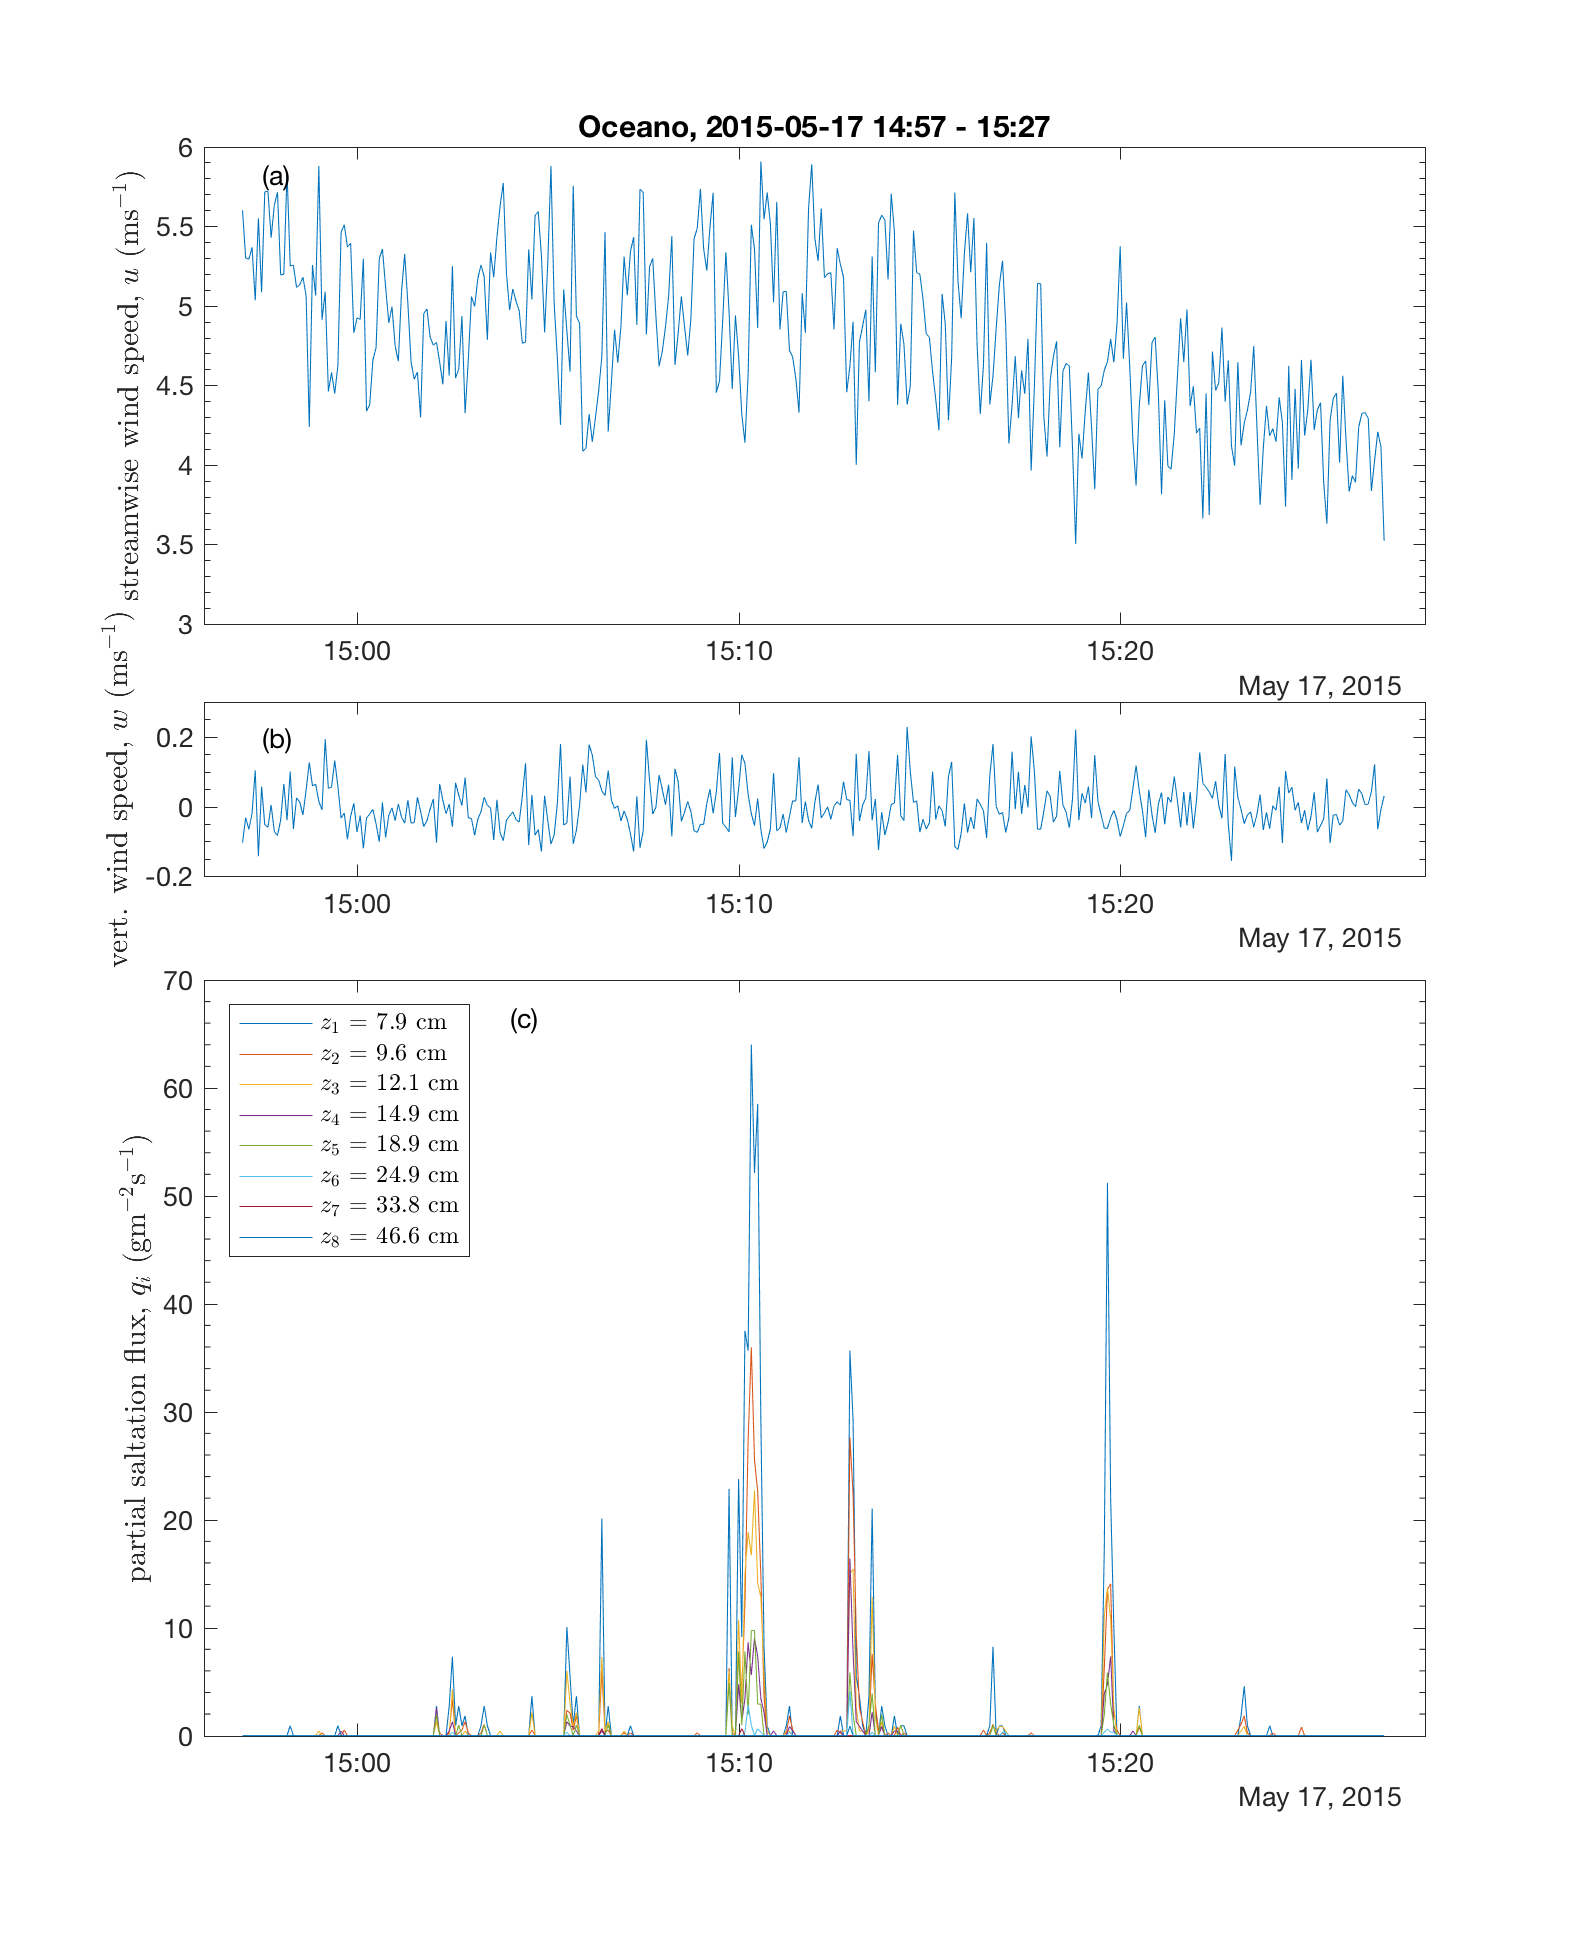 Oceano, 2015-05-17 14:57 - 15:27
(a)
streamwise wind speed, u (ms⁻¹)
6
5.5
5
4.5
4
3.5
3
15:00 15:10 15:20
May 17, 2015
(b)
vert. wind speed, w (ms⁻¹)
0.2
0
-0.2
15:00 15:10 15:20
May 17, 2015
(c)
partial saltation flux, qᵢ (gm⁻²s⁻¹)
70
60
50
40
30
20
10
0
z₁ = 7.9 cm
z₂ = 9.6 cm
z₃ = 12.1 cm
z₄ = 14.9 cm
z₅ = 18.9 cm
z₆ = 24.9 cm
z₇ = 33.8 cm
z₈ = 46.6 cm
15:00 15:10 15:20
May 17, 2015